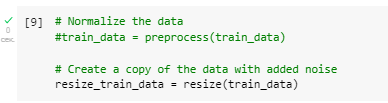 [9] # Normalize the data
0 #train_data = preprocess(train_data)
сек.
# Create a copy of the data with added noise
resize_train_data = resize(train_data)